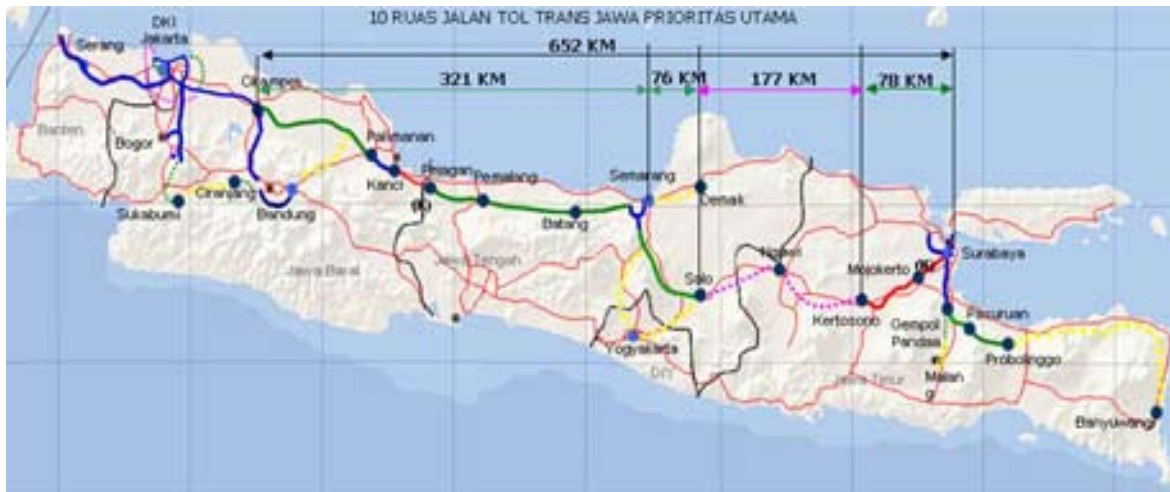 10 RUAS JALAN TOL TRANS JAWA PRIORITAS UTAMA
652 KM
321 KM
76 KM
177 KM
78 KM
DKI
Jakarta
Serang
Cikampek
Banten
Bogor
Palimanan
Kanci
Pejagan
Pemalang
Ciranjang
Sukabumi
Bandung
Batang
Semarang
Demak
Jawa Barat
Jawa Tengah
Solo
Ngawi
Mojokerto
Surabaya
Kertosono
Gempol
Pandaa
Pasuruan
Probolinggo
Yogyakarta
DIY
Jawa Timur
Malan
g
Banyuwangi